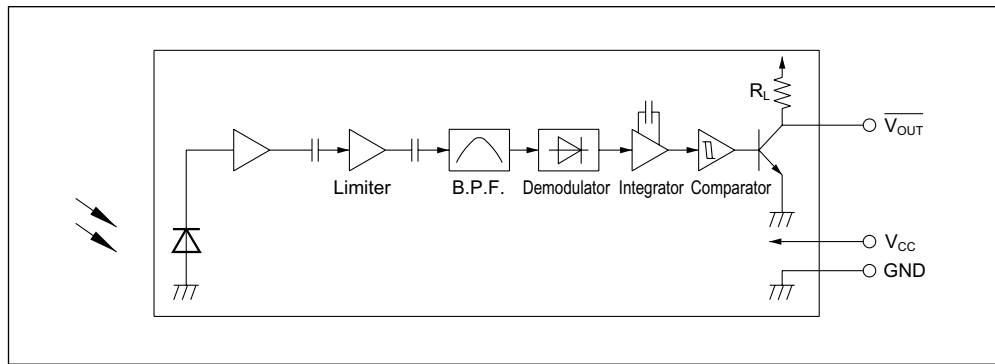 RL
VOUT
Limiter
B.P.F.
Demodulator
Integrator
Comparator
VCC
GND